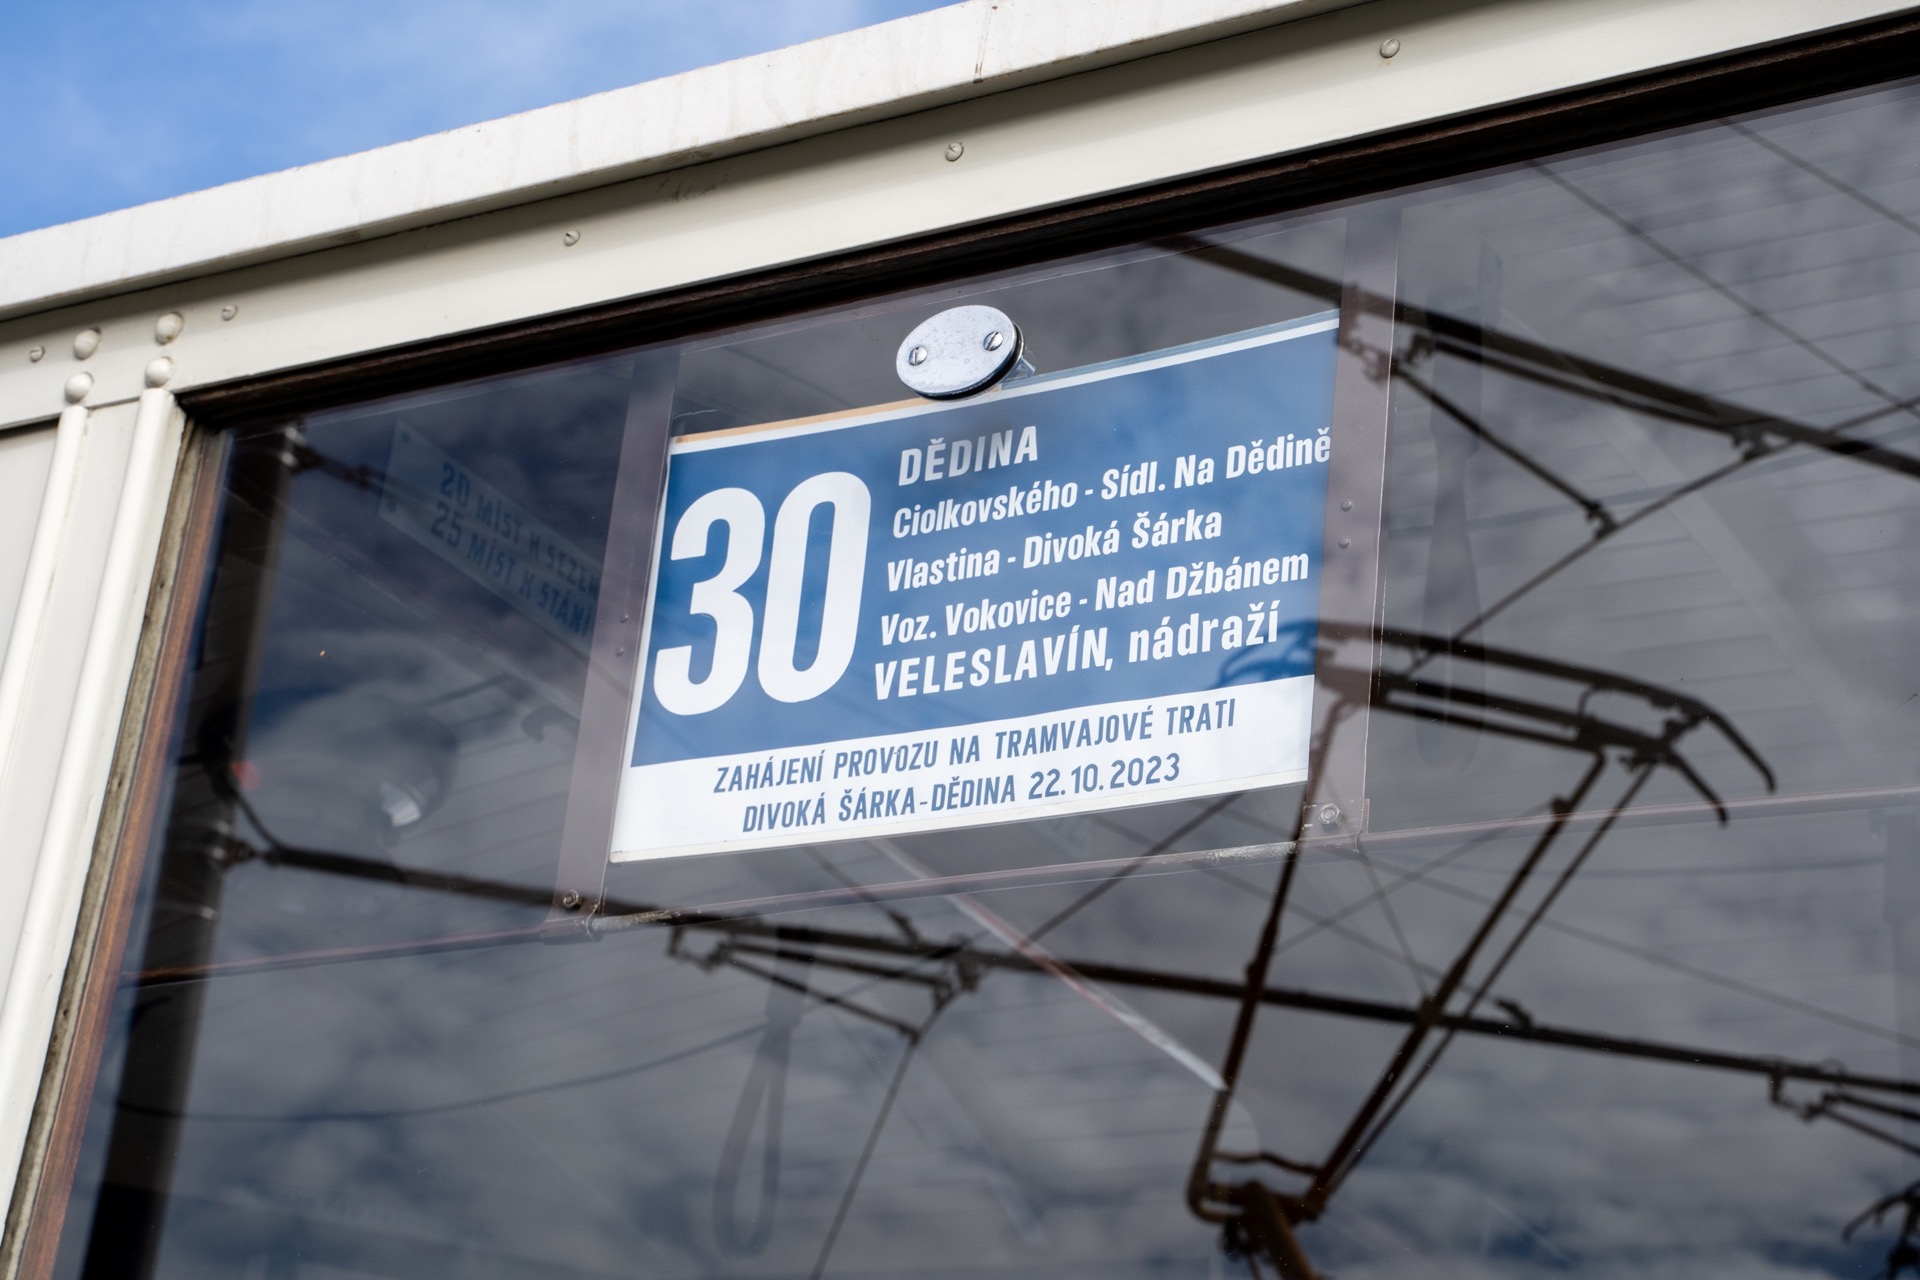 30
DĚDINA
Ciolkovského - Sídl. Na Dědině
Vlastina - Divoká Šárka
Voz. Vokovice - Nad Džbánem
VELESLAVÍN, nádraží
ZAHÁJENÍ PROVOZU NA TRAMVAJOVÉ TRATI
DIVOKÁ ŠÁRKA-DĚDINA 22.10.2023
20 MÍST K SEZENÍ
25 MÍST K STÁNÍ